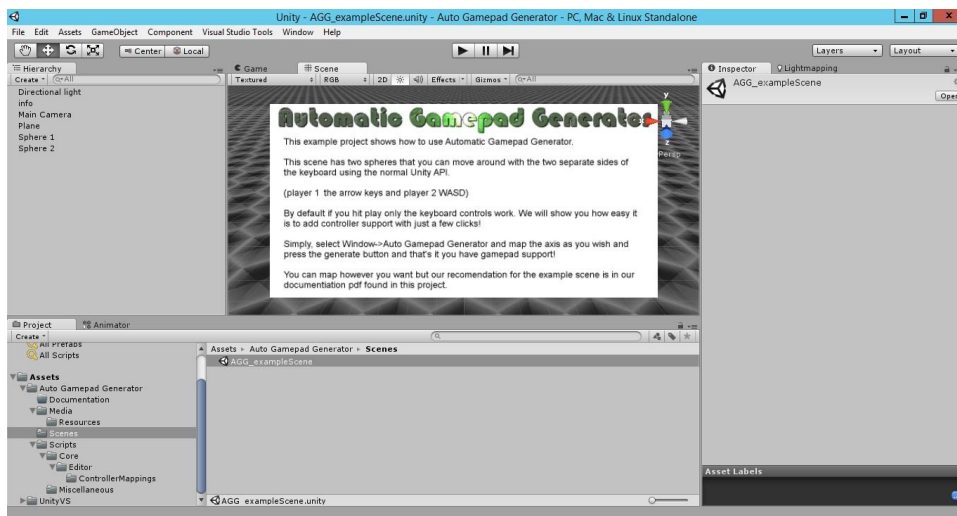 Unity - AGG_exampleScene.unity - Auto Gamepad Generator - PC, Mac & Linux Standalone
File Edit Assets GameObject Component Visual Studio Tools Window Help
Center Local Layers Layout
Hierarchy
Create All
Directional light
info
Main Camera
Plane
Sphere 1
Sphere 2
Game Scene
Textured RGB 2D Effects Gizmos All
y
z
Persp
Automatic Gamepad Generator
This example project shows how to use Automatic Gamepad Generator.
This scene has two spheres that you can move around with the two separate sides of
the keyboard using the normal Unity API.
(player 1 the arrow keys and player 2 WASD)
By default if you hit play only the keyboard controls work. We will show you how easy it
is to add controller support with just a few clicks!
Simply, select Window->Auto Gamepad Generator and map the axis as you wish and
press the generate button and that's it you have gamepad support!
You can map however you want but our recomendation for the example scene is in our
documentiation pdf found in this project.
Inspector Lightmapping
AGG_exampleScene
Open
Project Animator
Create
All Prefabs
All Scripts
Assets
Auto Gamepad Generator
Documentation
Media
Resources
Scenes
Scripts
Core
Editor
ControllerMappings
Miscellaneous
UnityVS
Assets ▸ Auto Gamepad Generator ▸ Scenes
AGG_exampleScene
AGG_exampleScene.unity
Asset Labels